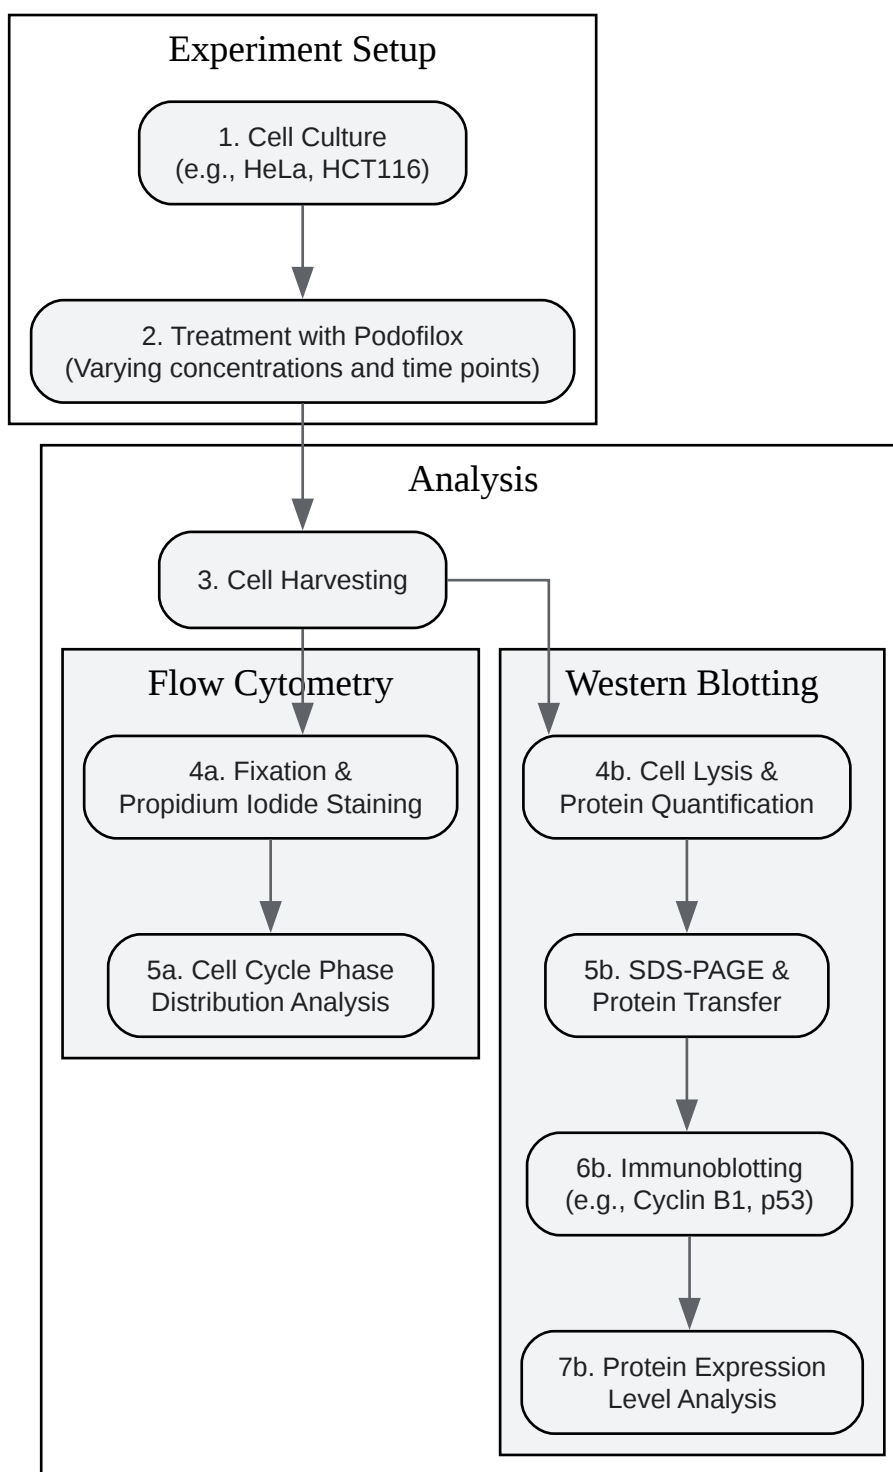 Experiment Setup
1. Cell Culture
(e.g., HeLa, HCT116)
2. Treatment with Podofilox
(Varying concentrations and time points)
Analysis
3. Cell Harvesting
Flow Cytometry
4a. Fixation &
Propidium Iodide Staining
5a. Cell Cycle Phase
Distribution Analysis
Western Blotting
4b. Cell Lysis &
Protein Quantification
5b. SDS-PAGE &
Protein Transfer
6b. Immunoblotting
(e.g., Cyclin B1, p53)
7b. Protein Expression
Level Analysis